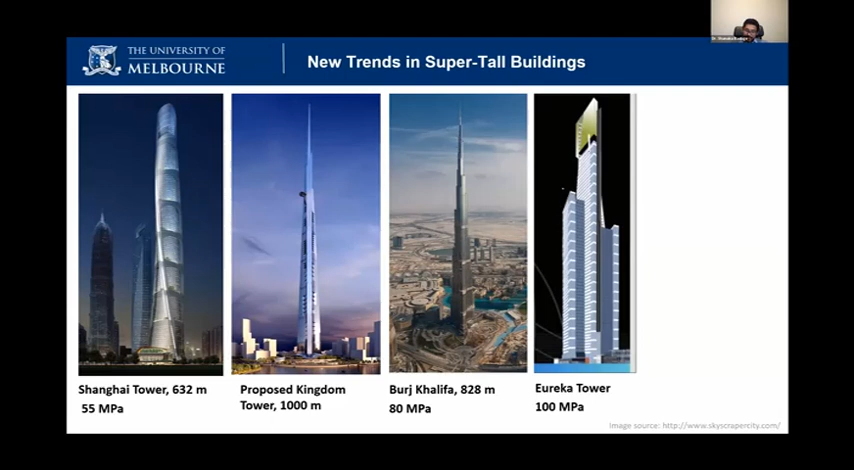 THE UNIVERSITY OF
MELBOURNE
New Trends in Super-Tall Buildings
Shanghai Tower, 632 m
55 MPa
Proposed Kingdom
Tower, 1000 m
Burj Khalifa, 828 m
80 MPa
Eureka Tower
100 MPa
Image source: http://www.skyscrapercity.com/